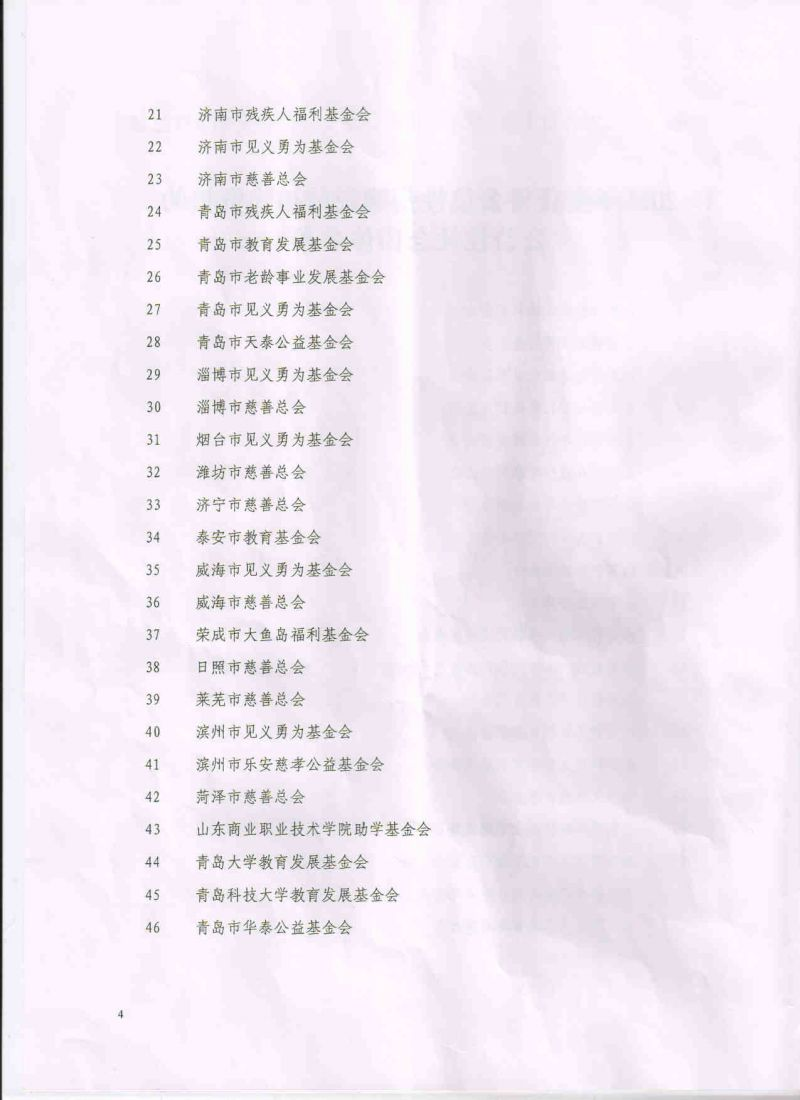 21 济南市残疾人福利基金会
22 济南市见义勇为基金会
23 济南市慈善总会
24 青岛市残疾人福利基金会
25 青岛市教育发展基金会
26 青岛市老龄事业发展基金会
27 青岛市见义勇为基金会
28 青岛市天泰公益基金会
29 淄博市见义勇为基金会
30 淄博市慈善总会
31 烟台市见义勇为基金会
32 潍坊市慈善总会
33 济宁市慈善总会
34 泰安市教育基金会
35 威海市见义勇为基金会
36 威海市慈善总会
37 荣成市大鱼岛福利基金会
38 日照市慈善总会
39 莱芜市慈善总会
40 滨州市见义勇为基金会
41 滨州市乐安慈孝公益基金会
42 菏泽市慈善总会
43 山东商业职业技术学院助学基金会
44 青岛大学教育发展基金会
45 青岛科技大学教育发展基金会
46 青岛市华泰公益基金会
4